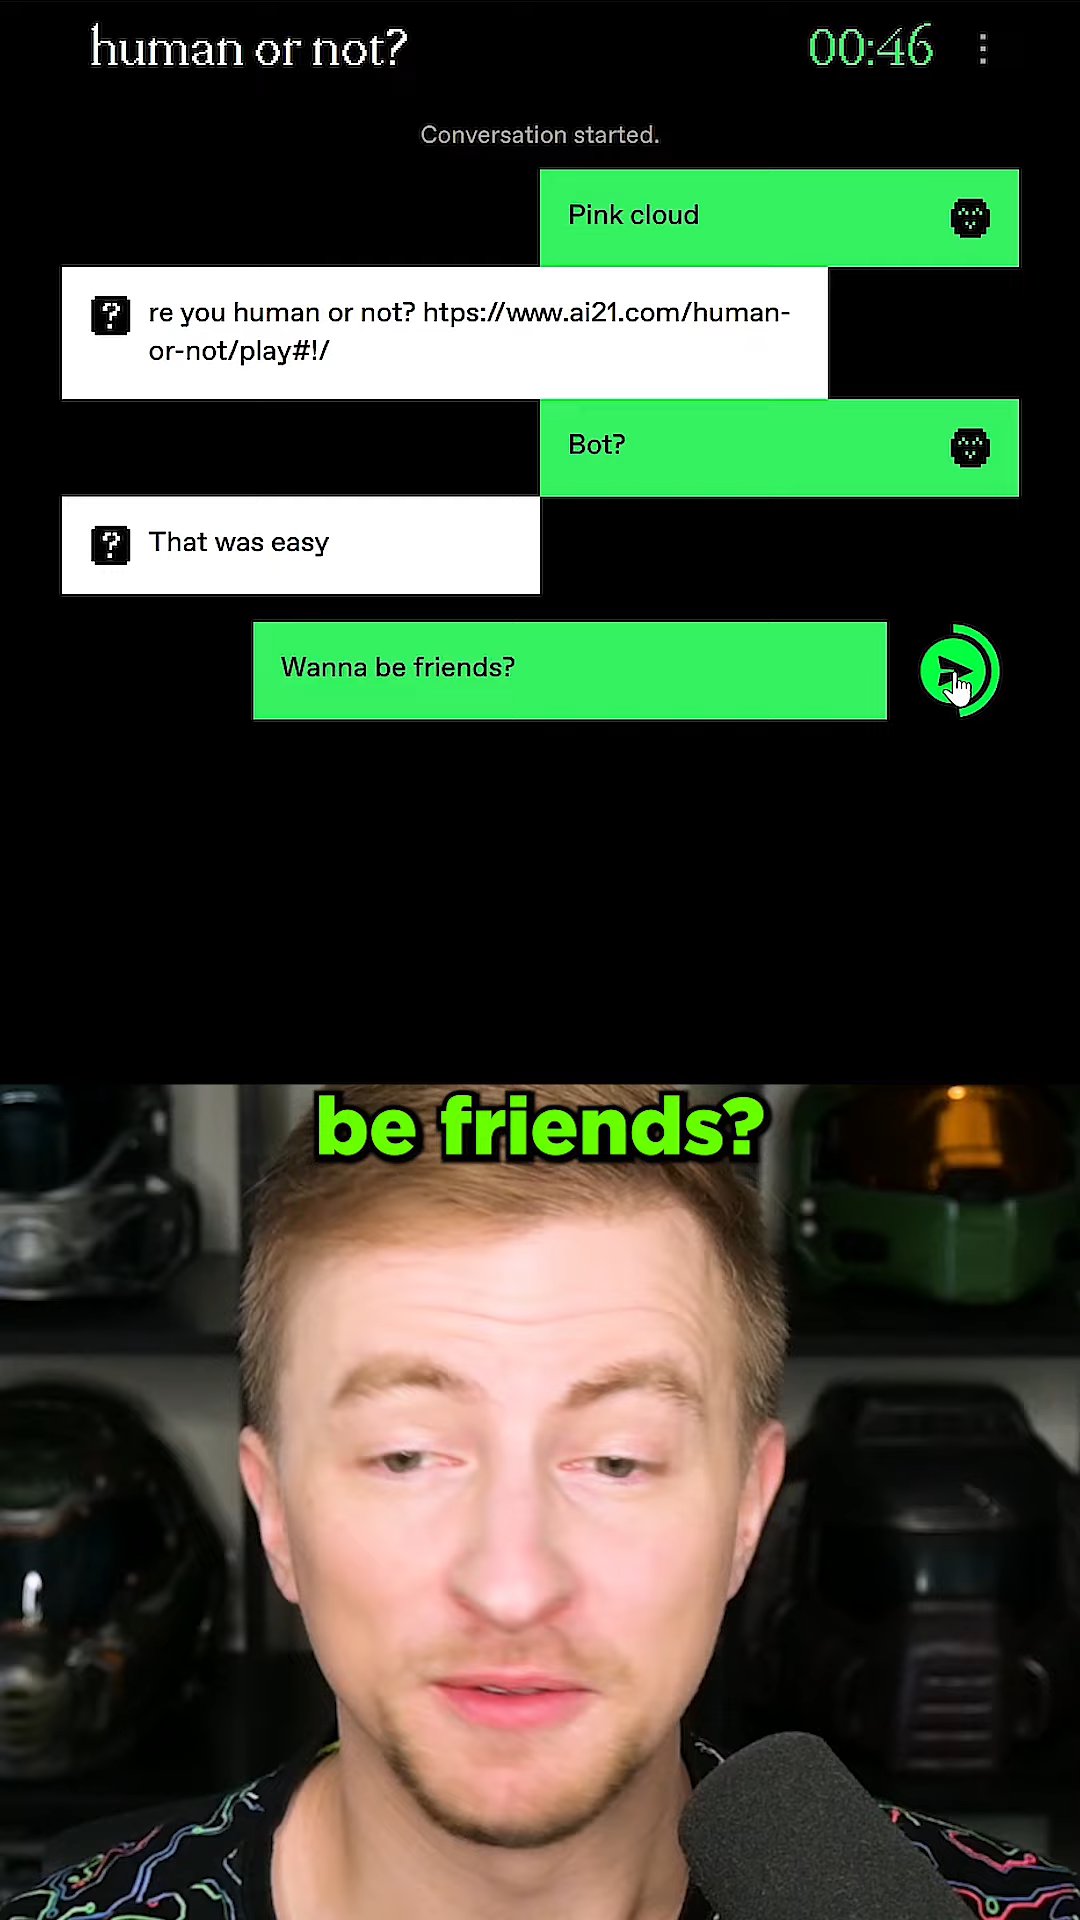 human or not?
00:46
Conversation started.
Pink cloud
re you human or not? htps://www.ai21.com/human-
or-not/play#!/
Bot?
That was easy
Wanna be friends?
be friends?